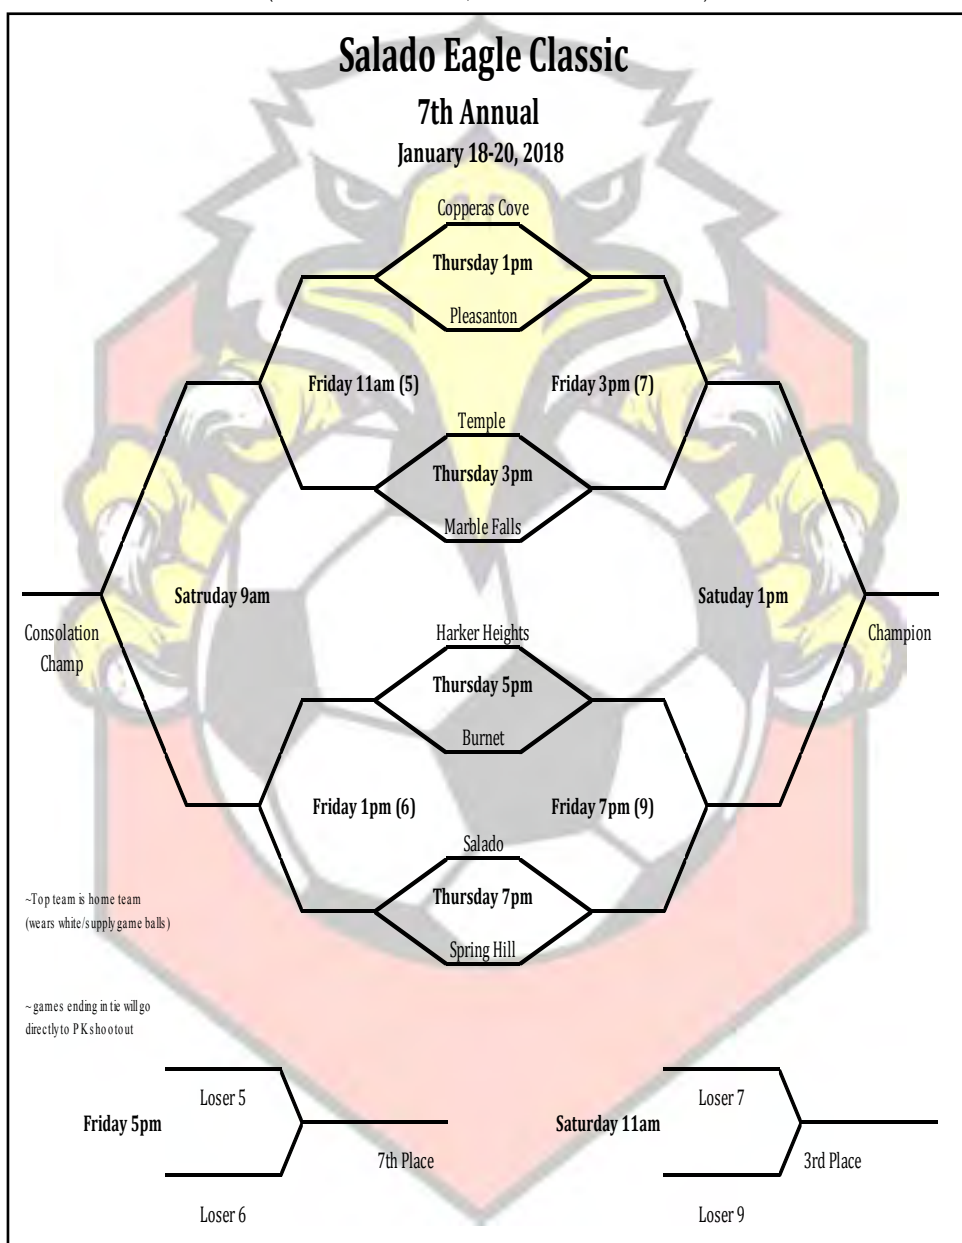 Salado Eagle Classic
7th Annual
January 18-20, 2018
Copperas Cove
Thursday 1pm
Pleasanton
Friday 11am (5)
Friday 3pm (7)
Temple
Thursday 3pm
Marble Falls
Satruday 9am
Satuday 1pm
Consolation
Champ
Harker Heights
Champion
Thursday 5pm
Burnet
Friday 1pm (6)
Friday 7pm (9)
Salado
Thursday 7pm
Spring Hill
~Top team is home team
(wears white/supply game balls)
~ games ending in tie will go
directly to PK shootout
Loser 5
Friday 5pm
7th Place
Loser 6
Loser 7
Saturday 11am
3rd Place
Loser 9